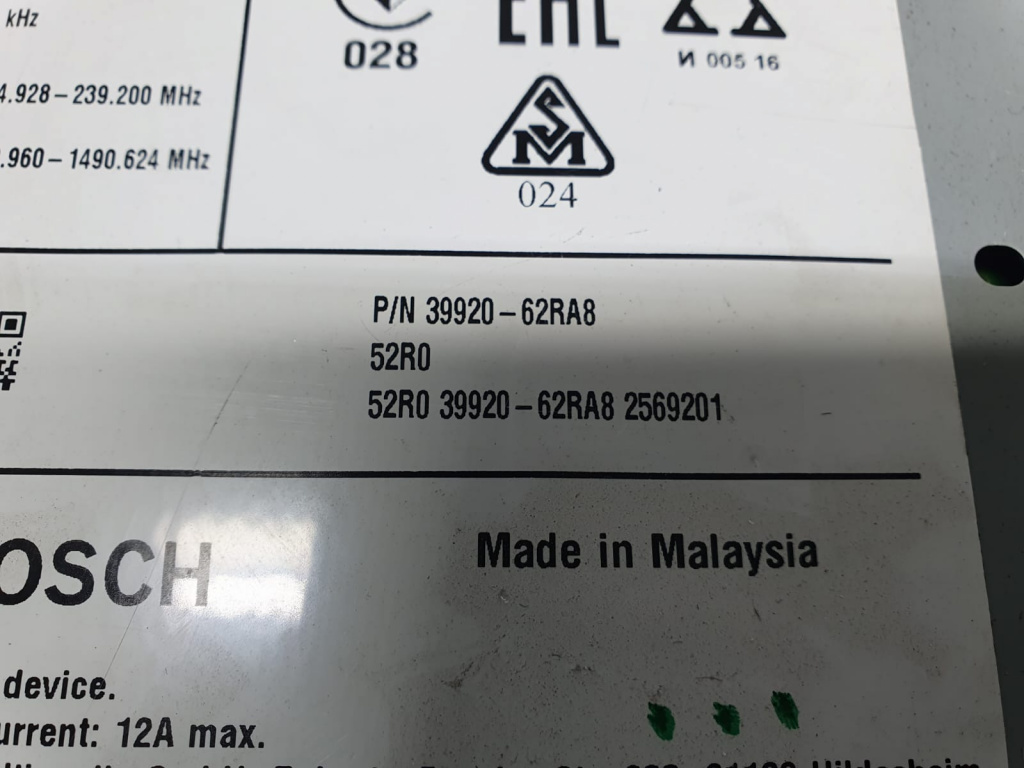 kHz
4.928–239.200 MHz
.960–1490.624 MHz
028
EAC
И 005 16
SM
024
P/N 39920–62RA8
52R0
52R0 39920–62RA8 2569201
OSCH
Made in Malaysia
device.
urrent: 12A max.